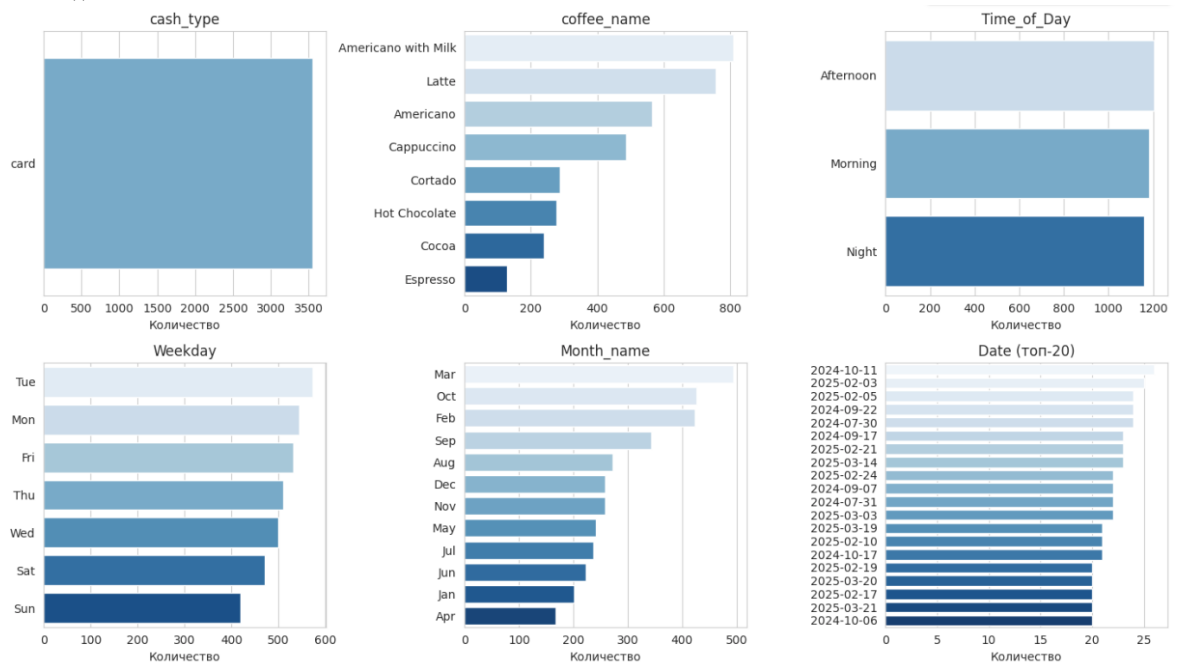 cash_type
card
0 500 1000 1500 2000 2500 3000 3500
Количество
coffee_name
Americano with Milk
Latte
Americano
Cappuccino
Cortado
Hot Chocolate
Cocoa
Espresso
0 200 400 600 800
Количество
Time_of_Day
Afternoon
Morning
Night
0 200 400 600 800 1000 1200
Количество
Weekday
Tue
Mon
Fri
Thu
Wed
Sat
Sun
0 100 200 300 400 500 600
Количество
Month_name
Mar
Oct
Feb
Sep
Aug
Dec
Nov
May
Jul
Jun
Jan
Apr
0 100 200 300 400 500
Количество
Date (топ-20)
2024-10-11
2025-02-03
2025-02-05
2024-09-22
2024-07-30
2024-09-17
2025-02-21
2025-03-14
2025-02-24
2024-09-07
2024-07-31
2025-03-03
2025-03-19
2025-02-10
2024-10-17
2025-02-19
2025-03-20
2025-02-17
2025-03-21
2024-10-06
0 5 10 15 20 25
Количество